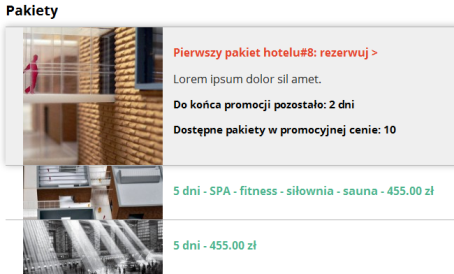 Pakiety
Pierwszy pakiet hotelu#8: rezerwuj >
Lorem ipsum dolor sil amet.
Do końca promocji pozostało: 2 dni
Dostępne pakiety w promocyjnej cenie: 10
5 dni - SPA - fitness - siłownia - sauna - 455.00 zł
5 dni - 455.00 zł